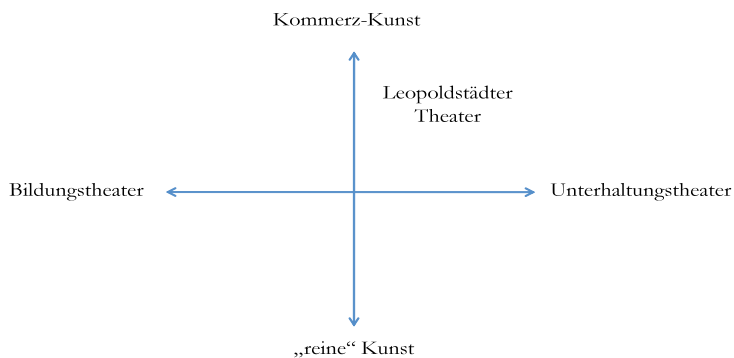 Kommerz-Kunst
Leopoldstädter
Theater
Bildungstheater
Unterhaltungstheater
„reine“ Kunst